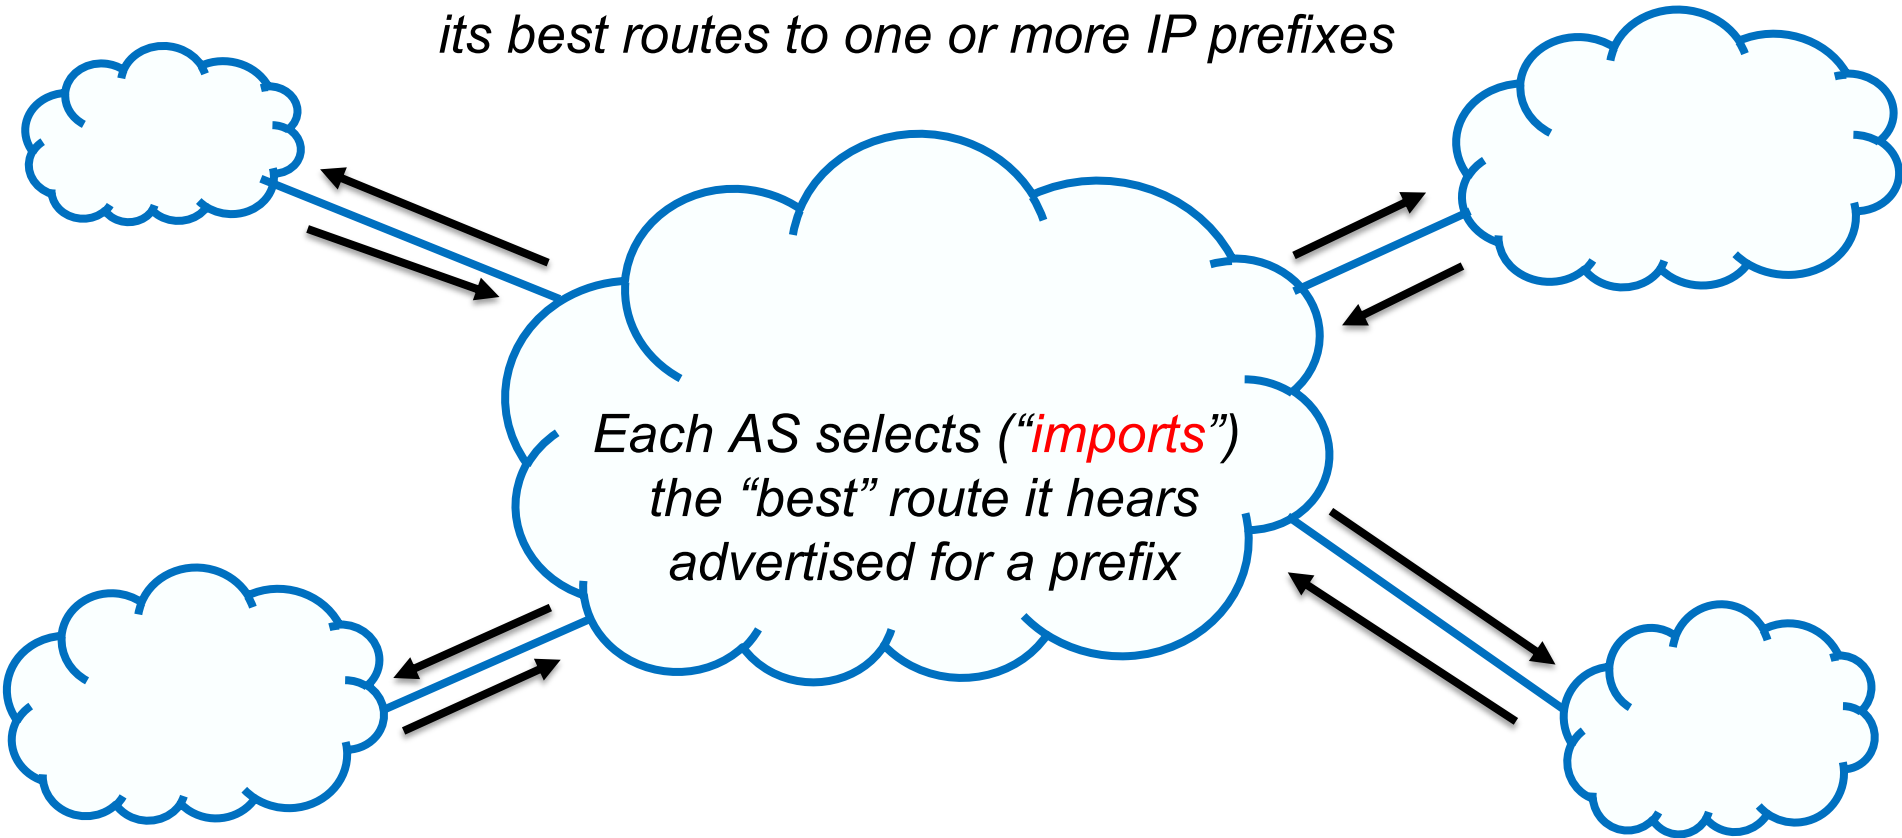 its best routes to one or more IP prefixes
Each AS selects (“imports”)
the “best” route it hears
advertised for a prefix